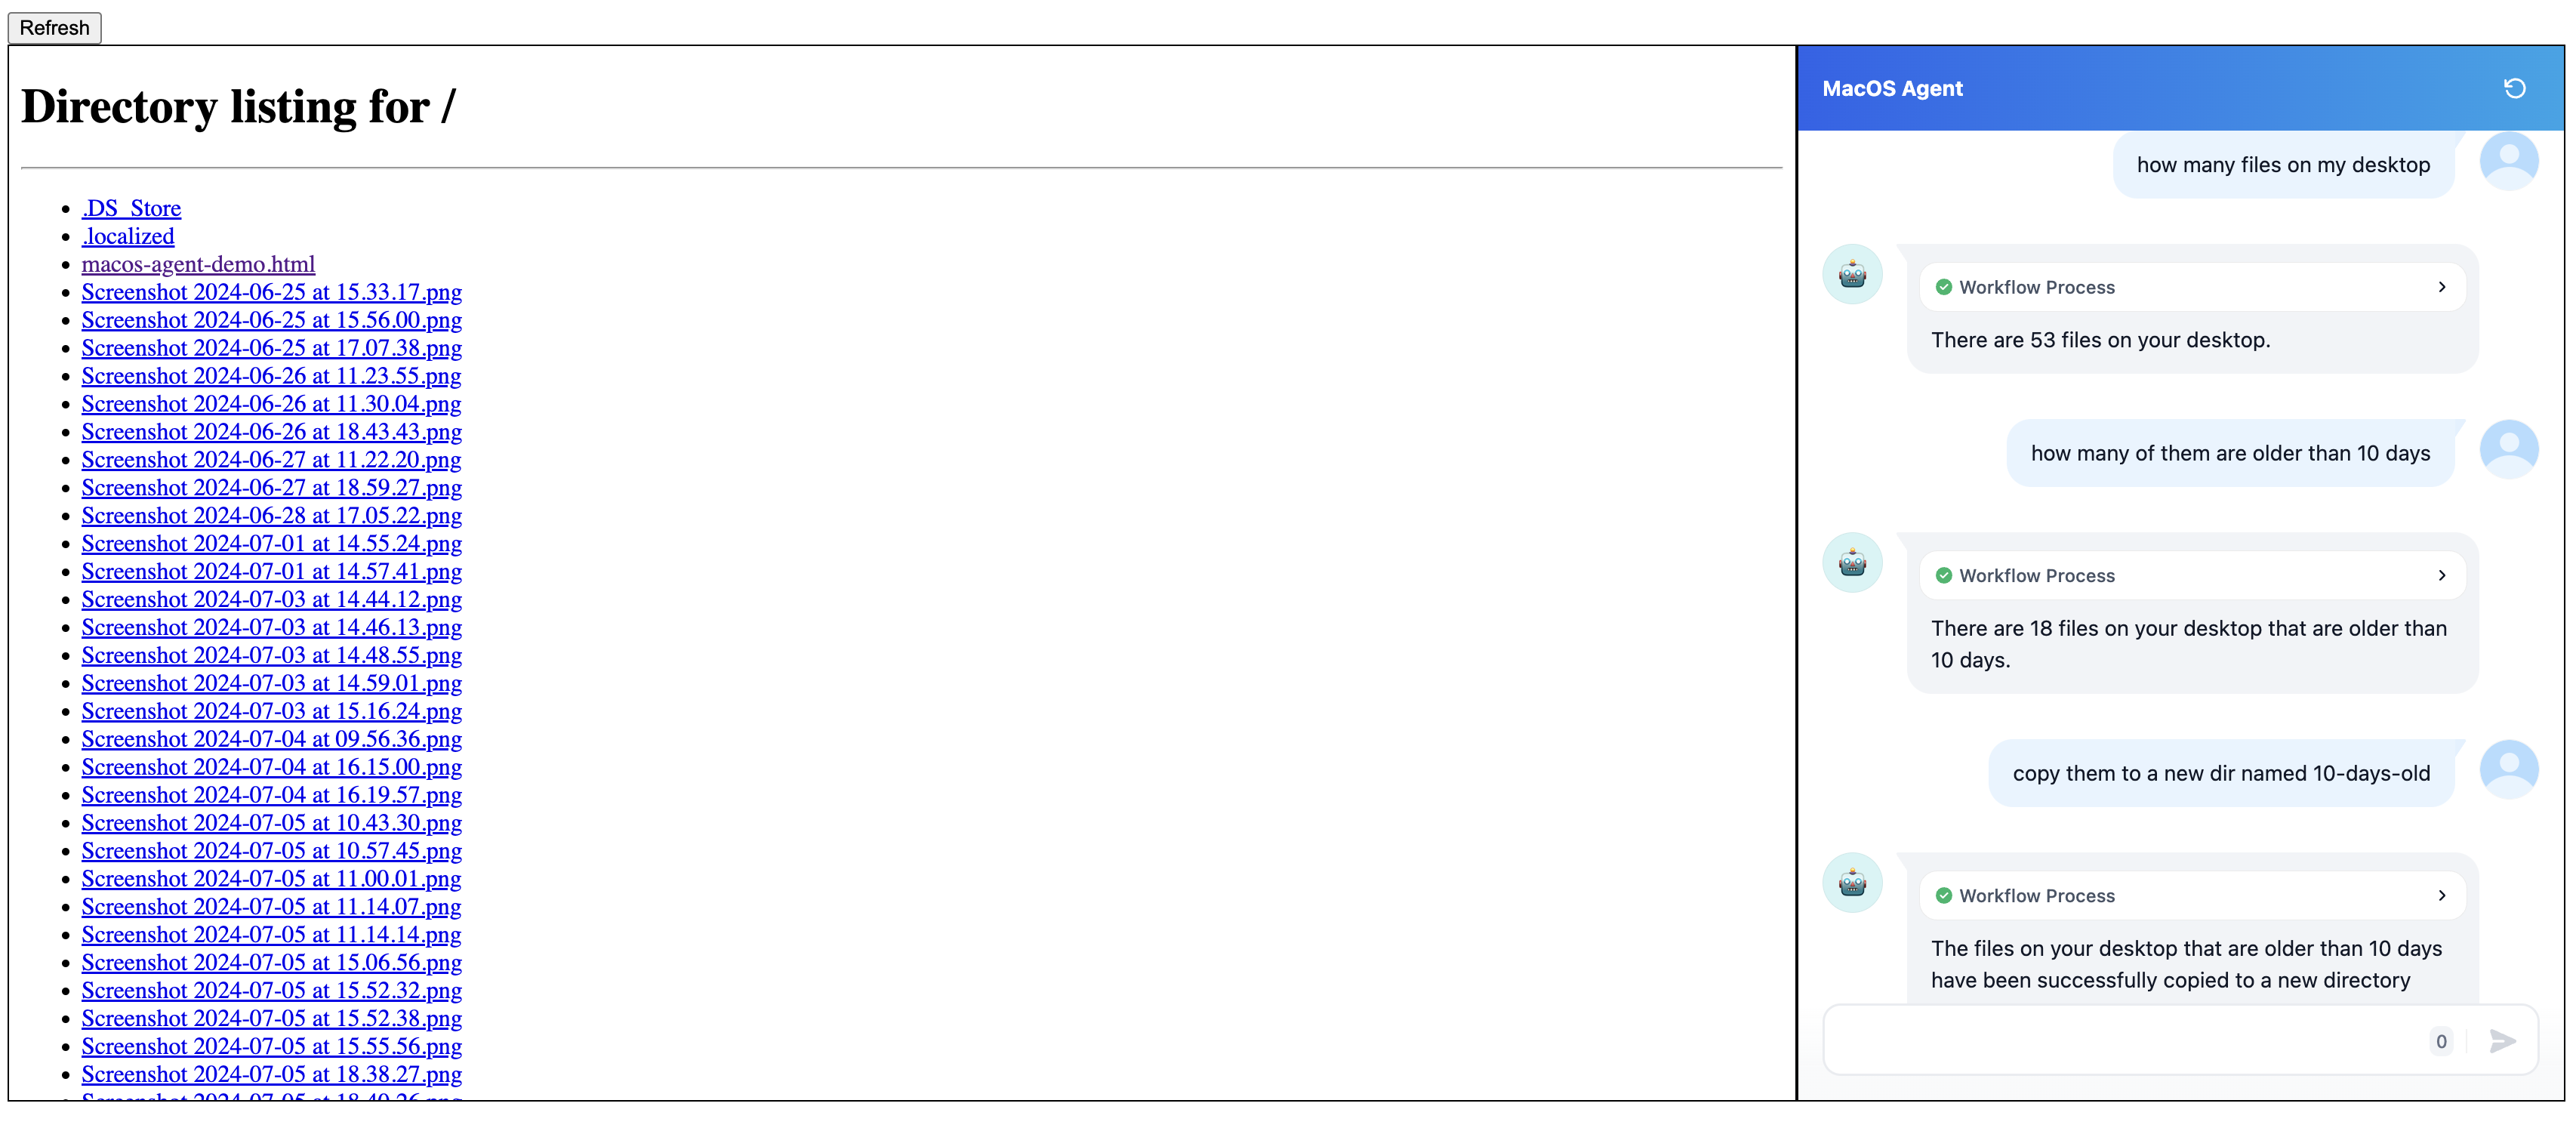 Refresh
Directory listing for /
.DS_Store
.localized
macos-agent-demo.html
Screenshot 2024-06-25 at 15.33.17.png
Screenshot 2024-06-25 at 15.56.00.png
Screenshot 2024-06-25 at 17.07.38.png
Screenshot 2024-06-26 at 11.23.55.png
Screenshot 2024-06-26 at 11.30.04.png
Screenshot 2024-06-26 at 18.43.43.png
Screenshot 2024-06-27 at 11.22.20.png
Screenshot 2024-06-27 at 18.59.27.png
Screenshot 2024-06-28 at 17.05.22.png
Screenshot 2024-07-01 at 14.55.24.png
Screenshot 2024-07-01 at 14.57.41.png
Screenshot 2024-07-03 at 14.44.12.png
Screenshot 2024-07-03 at 14.46.13.png
Screenshot 2024-07-03 at 14.48.55.png
Screenshot 2024-07-03 at 14.59.01.png
Screenshot 2024-07-03 at 15.16.24.png
Screenshot 2024-07-04 at 09.56.36.png
Screenshot 2024-07-04 at 16.15.00.png
Screenshot 2024-07-04 at 16.19.57.png
Screenshot 2024-07-05 at 10.43.30.png
Screenshot 2024-07-05 at 10.57.45.png
Screenshot 2024-07-05 at 11.00.01.png
Screenshot 2024-07-05 at 11.14.07.png
Screenshot 2024-07-05 at 11.14.14.png
Screenshot 2024-07-05 at 15.06.56.png
Screenshot 2024-07-05 at 15.52.32.png
Screenshot 2024-07-05 at 15.52.38.png
Screenshot 2024-07-05 at 15.55.56.png
Screenshot 2024-07-05 at 18.38.27.png
MacOS Agent
how many files on my desktop
Workflow Process
There are 53 files on your desktop.
how many of them are older than 10 days
Workflow Process
There are 18 files on your desktop that are older than
10 days.
copy them to a new dir named 10-days-old
Workflow Process
The files on your desktop that are older than 10 days
have been successfully copied to a new directory
0